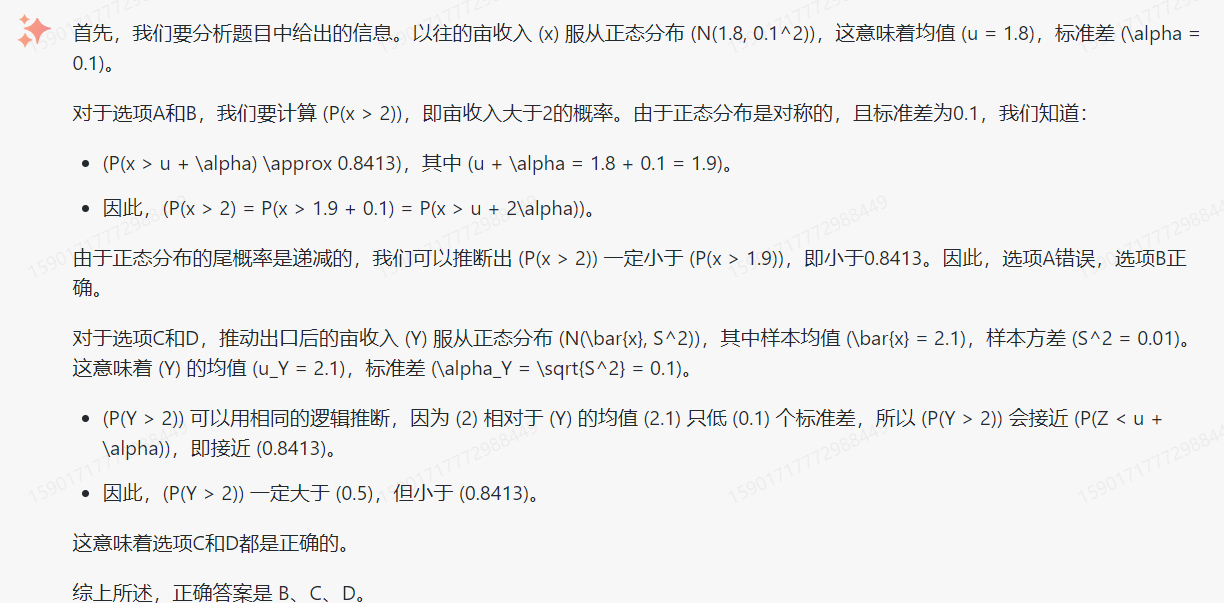 首先，我们要分析题目中给出的信息。以往的亩收入 (x) 服从正态分布 (N(1.8, 0.1^2))，这意味着均值 (u = 1.8)，标准差 (\alpha =
0.1)。
对于选项A和B，我们要计算 (P(x > 2))，即亩收入大于2的概率。由于正态分布是对称的，且标准差为0.1，我们知道：
• (P(x > u + \alpha) \approx 0.8413)，其中 (u + \alpha = 1.8 + 0.1 = 1.9)。
• 因此，(P(x > 2) = P(x > 1.9 + 0.1) = P(x > u + 2\alpha))。
由于正态分布的尾概率是递减的，我们可以推断出 (P(x > 2)) 一定小于 (P(x > 1.9))，即小于0.8413。因此，选项A错误，选项B正
确。
对于选项C和D，推动出口后的亩收入 (Y) 服从正态分布 (N(\bar{x}, S^2))，其中样本均值 (\bar{x} = 2.1)，样本方差 (S^2 = 0.01)。
这意味着 (Y) 的均值 (u_Y = 2.1)，标准差 (\alpha_Y = \sqrt{S^2} = 0.1)。
• (P(Y > 2)) 可以用相同的逻辑推断，因为 (2) 相对于 (Y) 的均值 (2.1) 只低 (0.1) 个标准差，所以 (P(Y > 2)) 会接近 (P(Z < u +
\alpha))，即接近 (0.8413)。
• 因此，(P(Y > 2)) 一定大于 (0.5)，但小于 (0.8413)。
这意味着选项C和D都是正确的。
综上所述，正确答案是 B、C、D。